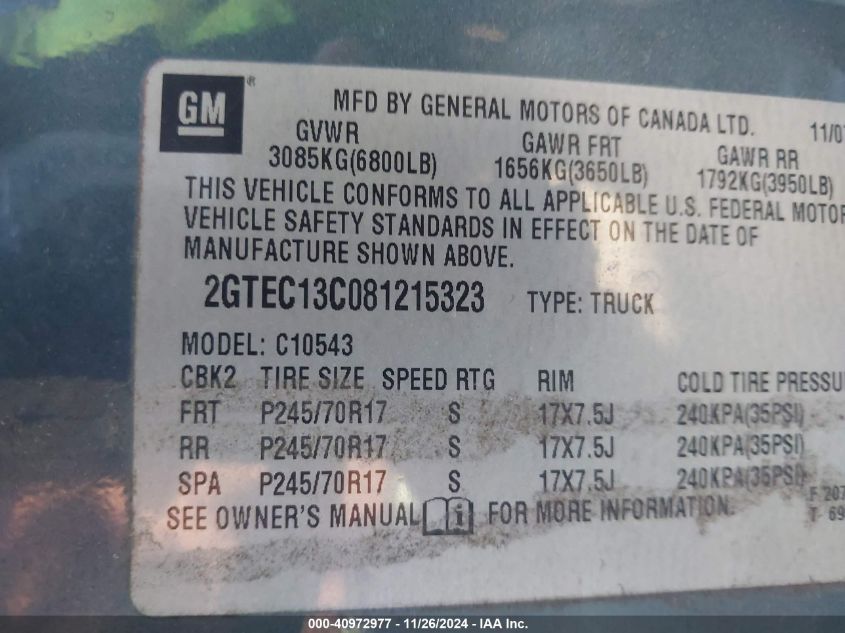 GM ®
MFD BY GENERAL MOTORS OF CANADA LTD. 11/07
GVWR GAWR FRT GAWR RR
3085KG(6800LB) 1656KG(3650LB) 1792KG(3950LB)
THIS VEHICLE CONFORMS TO ALL APPLICABLE U.S. FEDERAL MOTOR
VEHICLE SAFETY STANDARDS IN EFFECT ON THE DATE OF
MANUFACTURE SHOWN ABOVE.
2GTEC13C081215323 TYPE: TRUCK
MODEL: C10543
CBK2 TIRE SIZE SPEED RTG RIM COLD TIRE PRESSU
FRT P245/70R17 S 17X7.5J 240KPA(35PSI)
RR P245/70R17 S 17X7.5J 240KPA(35PSI)
SPA P245/70R17 S 17X7.5J 240KPA(35PSI)
SEE OWNER'S MANUAL i FOR MORE INFORMATION.
F 207
T 69
000-40972977 - 11/26/2024 - IAA Inc.